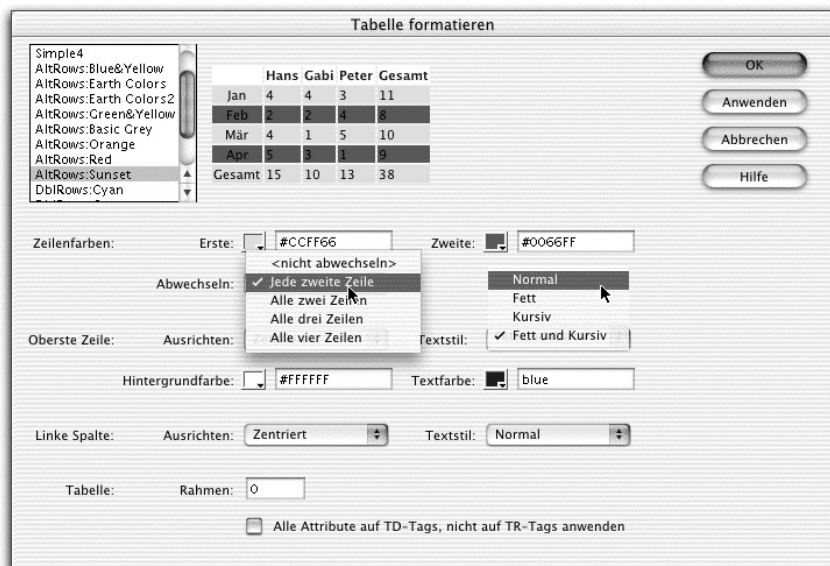 Tabelle formatieren
Simple4
AltRows:Blue&Yellow
AltRows:Earth Colors
AltRows:Earth Colors2
AltRows:Green&Yellow
AltRows:Basic Grey
AltRows:Orange
AltRows:Red
AltRows:Sunset
DblRows:Cyan
Hans Gabi Peter Gesamt
Jan 4 4 3 11
Feb 2 2 4 8
Mär 4 1 5 10
Apr 5 3 1 9
Gesamt 15 10 13 38
OK
Anwenden
Abbrechen
Hilfe
Zeilenfarben: Erste: #CCFF66 Zweite: #0066FF
Abwechseln:
<nicht abwechseln>
✓ Jede zweite Zeile
Alle zwei Zeilen
Alle drei Zeilen
Alle vier Zeilen
Normal
Fett
Kursiv
✓ Fett und Kursiv
Oberste Zeile: Ausrichten: Textstil:
Hintergrundfarbe: #FFFFFF Textfarbe: blue
Linke Spalte: Ausrichten: Zentriert Textstil: Normal
Tabelle: Rahmen: 0
Alle Attribute auf TD-Tags, nicht auf TR-Tags anwenden